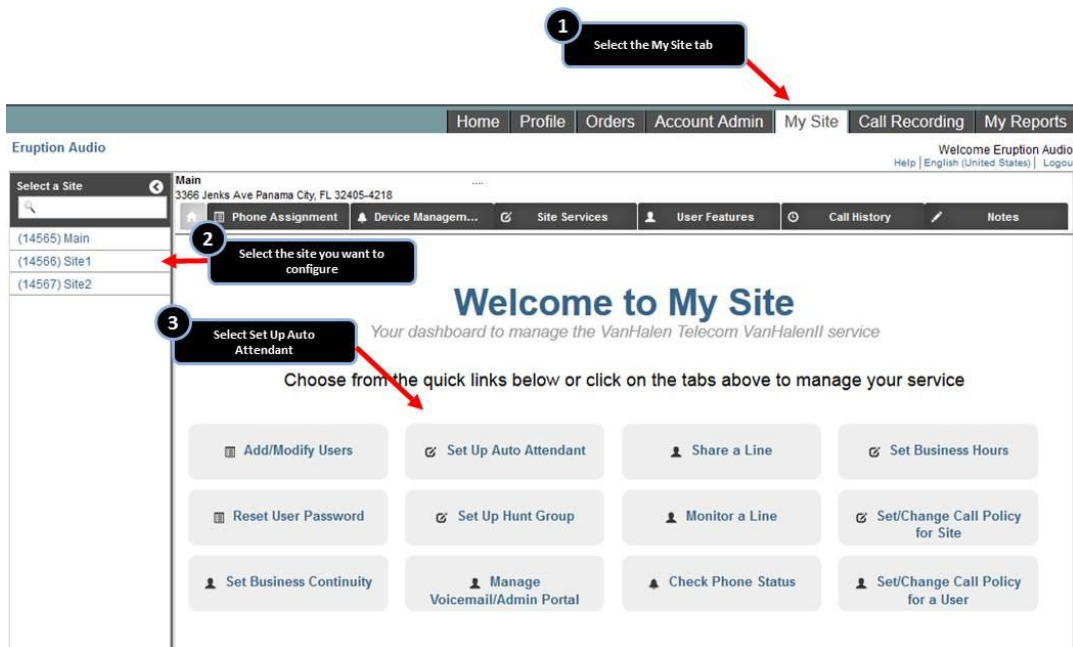 1
Select the My Site tab
Home Profile Orders Account Admin My Site Call Recording My Reports
Eruption Audio
Welcome Eruption Audio
Help | English (United States) | Logou
Select a Site
Main
3366 Jenks Ave Panama City, FL 32405-4218
....
Phone Assignment Device Managem... Site Services User Features Call History Notes
(14565) Main
(14566) Site1
(14567) Site2
2
Select the site you want to
configure
Welcome to My Site
Your dashboard to manage the VanHalen Telecom VanHalenII service
3
Select Set Up Auto
Attendant
Choose from the quick links below or click on the tabs above to manage your service
Add/Modify Users
Set Up Auto Attendant
Share a Line
Set Business Hours
Reset User Password
Set Up Hunt Group
Monitor a Line
Set/Change Call Policy
for Site
Set Business Continuity
Manage
Voicemail/Admin Portal
Check Phone Status
Set/Change Call Policy
for a User